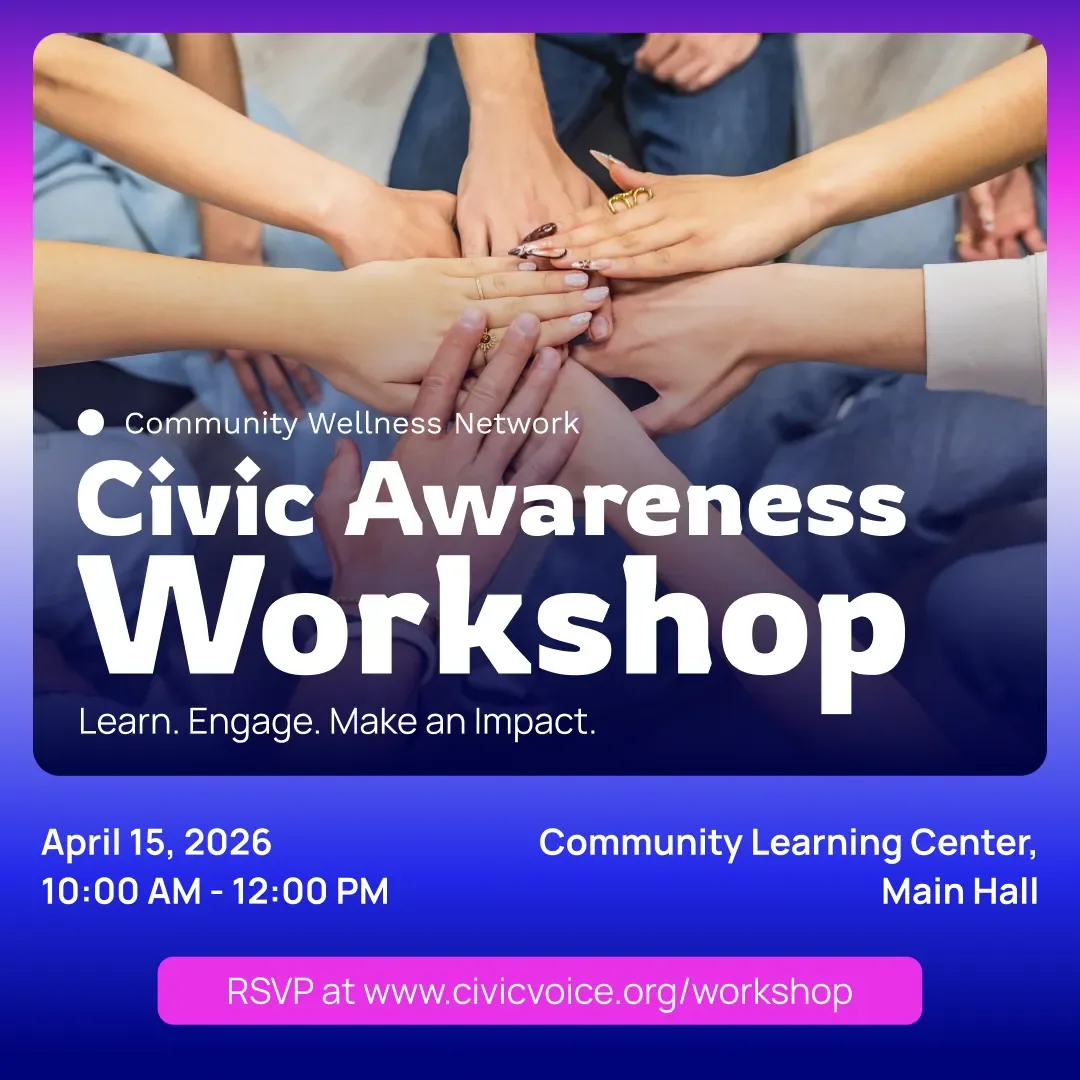 Community Wellness Network
Civic Awareness
Workshop
Learn. Engage. Make an Impact.
April 15, 2026
10:00 AM - 12:00 PM
Community Learning Center,
Main Hall
RSVP at www.civicvoice.org/workshop